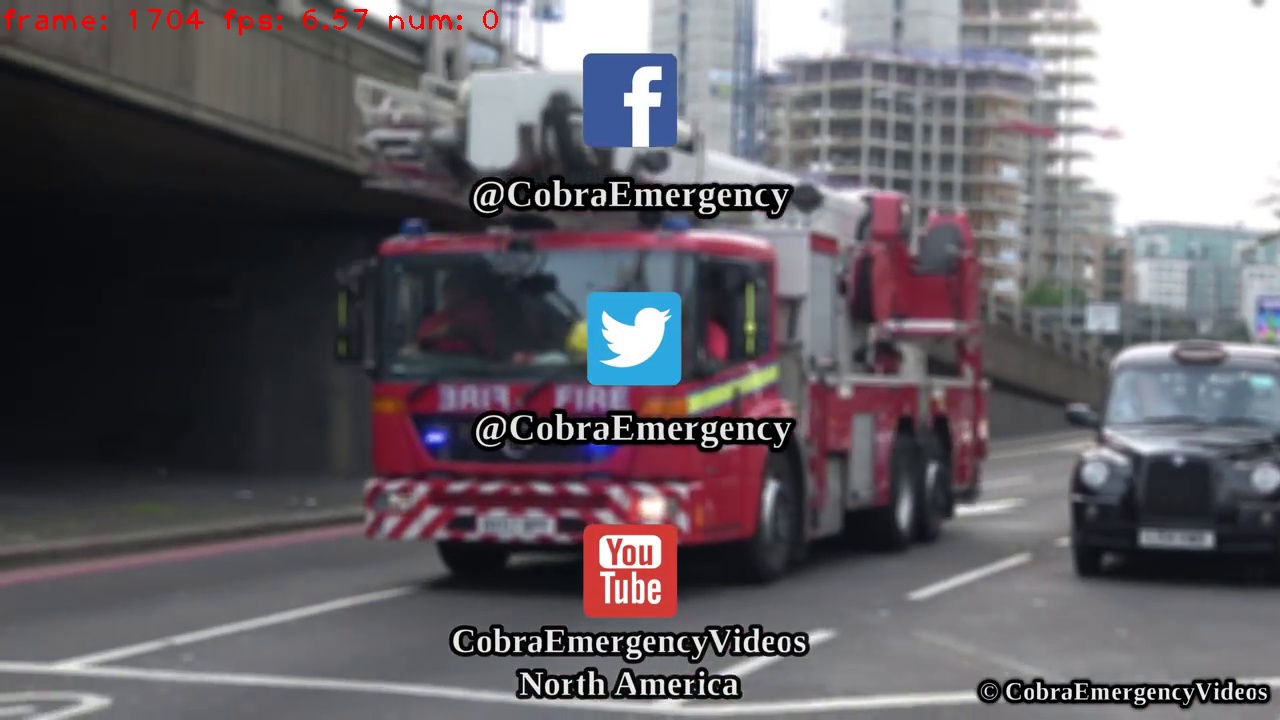 frame: 1704 fps: 6.57 num: 0
f
@CobraEmergency
@CobraEmergency
FIRE
You
Tube
CobraEmergencyVideos
North America
© CobraEmergencyVideos